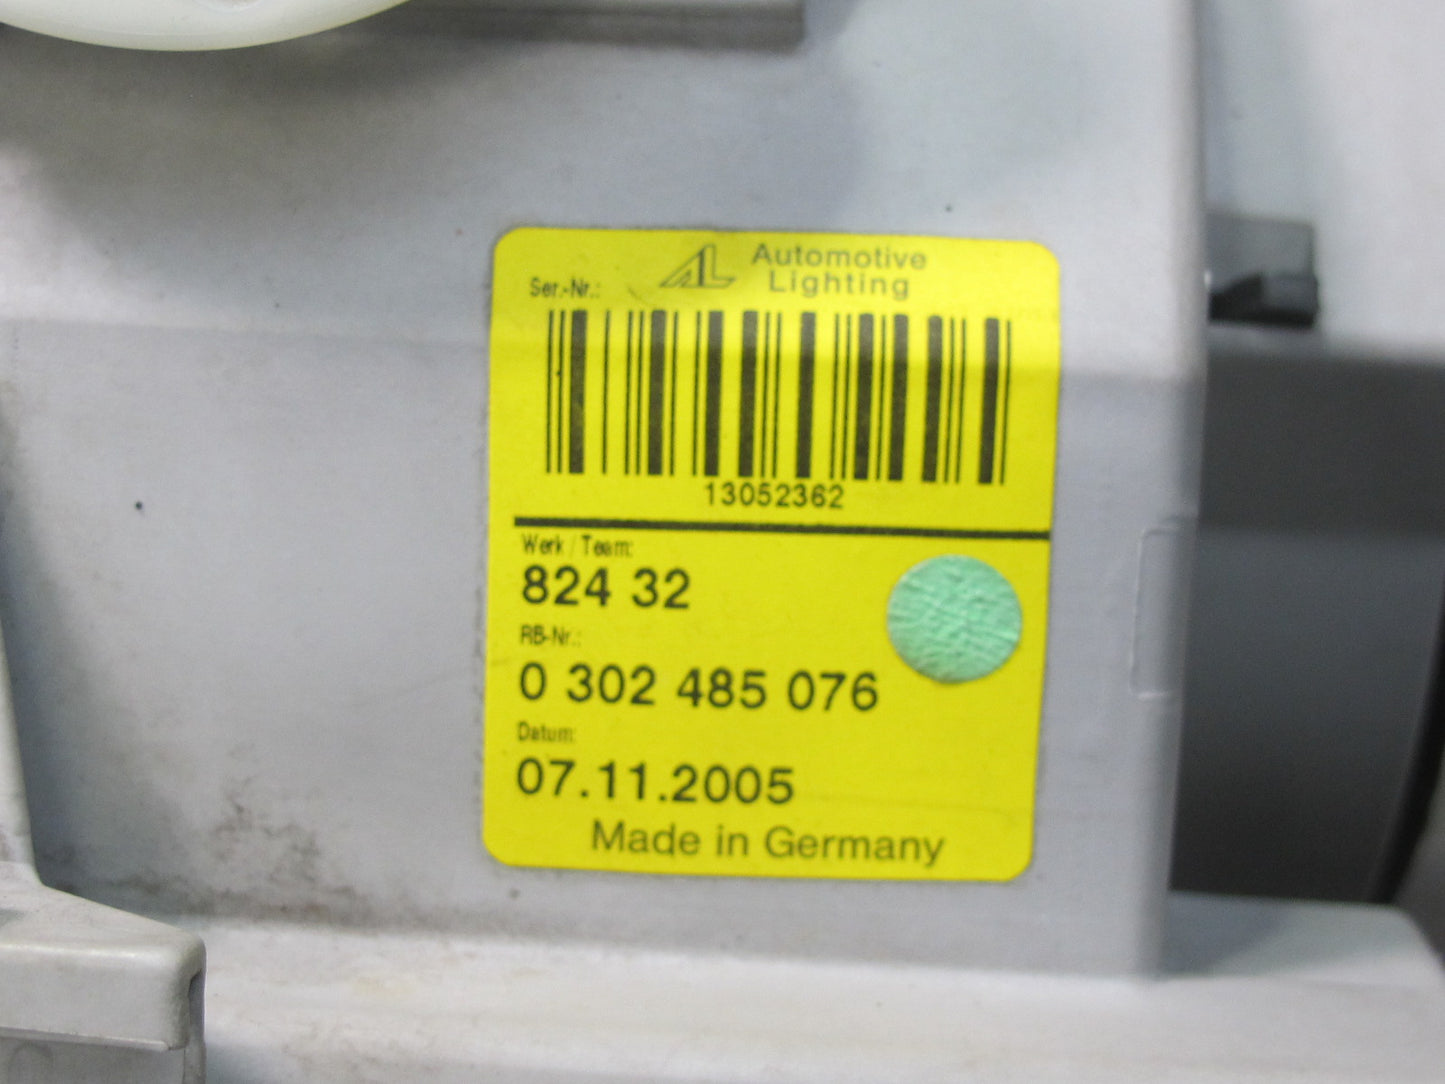 AL Automotive
Lighting
Ser.-Nr.:
13052362
Werk / Team:
824 32
RB-Nr.:
0 302 485 076
Datum:
07.11.2005
Made in Germany